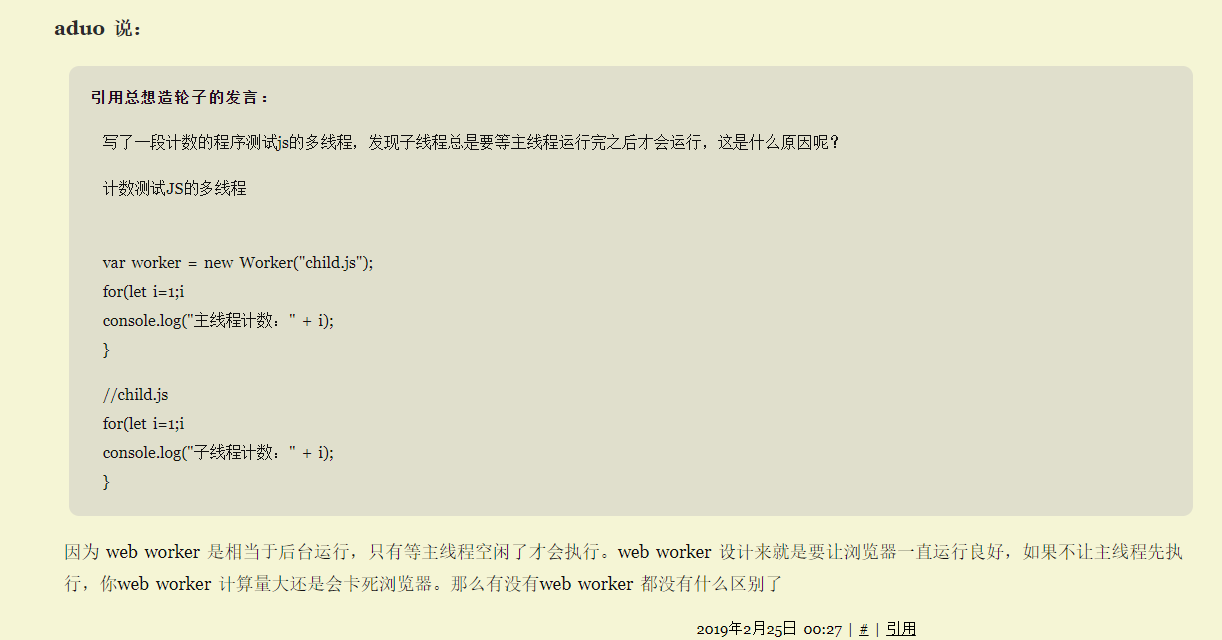 aduo 说：
引用总想造轮子的发言：
写了一段计数的程序测试js的多线程，发现子线程总是要等主线程运行完之后才会运行，这是什么原因呢？
计数测试JS的多线程
var worker = new Worker("child.js");
for(let i=1;i
console.log("主线程计数：" + i);
}
//child.js
for(let i=1;i
console.log("子线程计数：" + i);
}
因为 web worker 是相当于后台运行，只有等主线程空闲了才会执行。web worker 设计来就是要让浏览器一直运行良好，如果不让主线程先执
行，你web worker 计算量大还是会卡死浏览器。那么有没有web worker 都没有什么区别了
2019年2月25日 00:27 | # | 引用